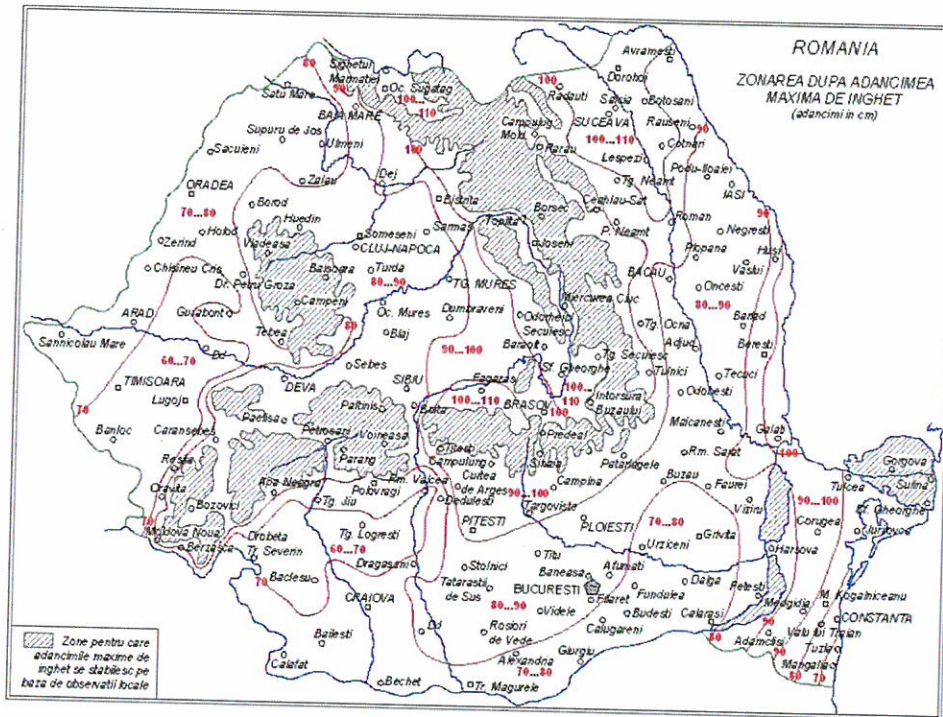 ROMANIA
ZONAREA DUPA ADANCIMEA
MAXIMA DE INGHET
(adancimi in cm)
Avramesti
80
Sighetul
Marmatiei
Dorohoi
90
Oc. Sugatag
100
Radauti
Satu Mare
100...
110
Salcia
Botosani
BAIA MARE
SUCEAVA
Rauseni
90
Supuru de Jos
Campulug
Mold.
100...110
Cotnari
Sacuieni
Ulmeni
100
Rarau
Lespezi
Podu-Iloaiei
Zalau
Dej
Tg. Neamt
IASI
ORADEA
Bistrita
Ceahlau-Sat
70...80
Borod
Borsec
Roman
90
Holod
Huedin
Someseni
Sarmas
Toplita
P. Neamt
Negresti
Zerind
Vladeasa
CLUJ-NAPOCA
Joseni
Plopana
Husi
Chisineu Cris
Baisoara
Turda
BACAU
Vaslui
Dr. Petru Groza
80...90
TG. MURES
Oncesti
Campeni
Miercurea Ciuc
80...90
Gurabont
80
Oc. Mures
Dumbraveni
Odorheiu
Secuiesc
Tg. Ocna
Barlad
ARAD
Tebea
Blaj
Adjud
Beresti
Sannicolau Mare
60...70
90...100
Baraolt
Dd
Sebes
Tg. Secuiesc
Tulnici
Tecuci
TIMISOARA
DEVA
SIBIU
Fagaras
Sf. Gheorghe
Odobesti
100...
110
Lugoj
Paltinis
Boita
100...110
BRASOV
Intorsura
Buzaului
70
100
Maicanesti
Galati
Banloc
Caransebes
Petrosani
Voineasa
Predeal
100
Gorgova
Resita
Parang
Campulung
Sinaia
Patarlagele
Rm. Sarat
Tulcea
Sulina
Apa Neagra
Polovragi
Rm. Valcea
Curtea
de Arges
90...100
Campina
Buzau
Faurei
90...100
Sf. Gheorghe
Oravita
Bozovici
Tg. Jiu
Dedulesti
Targoviste
Viziru
Corugea
Jurilovca
70
Moldova Noua
Drobeta
Tr. Severin
Tg. Logresti
PITESTI
70...80
Berzasca
60...70
Urziceni
Grivita
Harsova
Dragasani
Stolnici
Titu
70
Baclesu
Tatarastii
de Sus
Baneasa
Afumati
Dalga
Fetesti
BUCURESTI
Fundulea
M. Kogalniceanu
CRAIOVA
80...90
Filaret
Medgidia
Videle
Budesti
Calarasi
90
CONSTANTA
Dd
Rosiori
de Vede
Calugareni
80
Adamclisi
Valu lui Traian
Bailesti
90
Tuzla
Alexandria
Giurgiu
Mangalia
Calafat
70...80
80
70
Bechet
Tr. Magurele
Zone pentru care
adancimile maxime de
inghet se stabilesc pe
baza de observatii locale